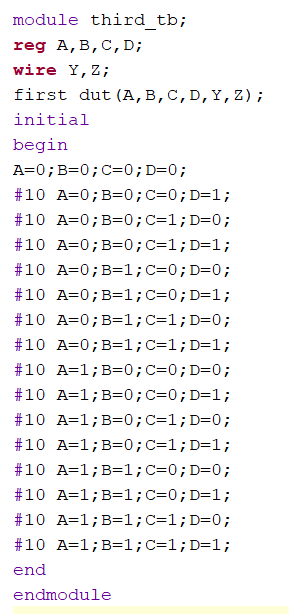 module third_tb;
reg A,B,C,D;
wire Y,Z;
first dut(A,B,C,D,Y,Z);
initial
begin
A=0;B=0;C=0;D=0;
#10 A=0;B=0;C=0;D=1;
#10 A=0;B=0;C=1;D=0;
#10 A=0;B=0;C=1;D=1;
#10 A=0;B=1;C=0;D=0;
#10 A=0;B=1;C=0;D=1;
#10 A=0;B=1;C=1;D=0;
#10 A=0;B=1;C=1;D=1;
#10 A=1;B=0;C=0;D=0;
#10 A=1;B=0;C=0;D=1;
#10 A=1;B=0;C=1;D=0;
#10 A=1;B=0;C=1;D=1;
#10 A=1;B=1;C=0;D=0;
#10 A=1;B=1;C=0;D=1;
#10 A=1;B=1;C=1;D=0;
#10 A=1;B=1;C=1;D=1;
end
endmodule